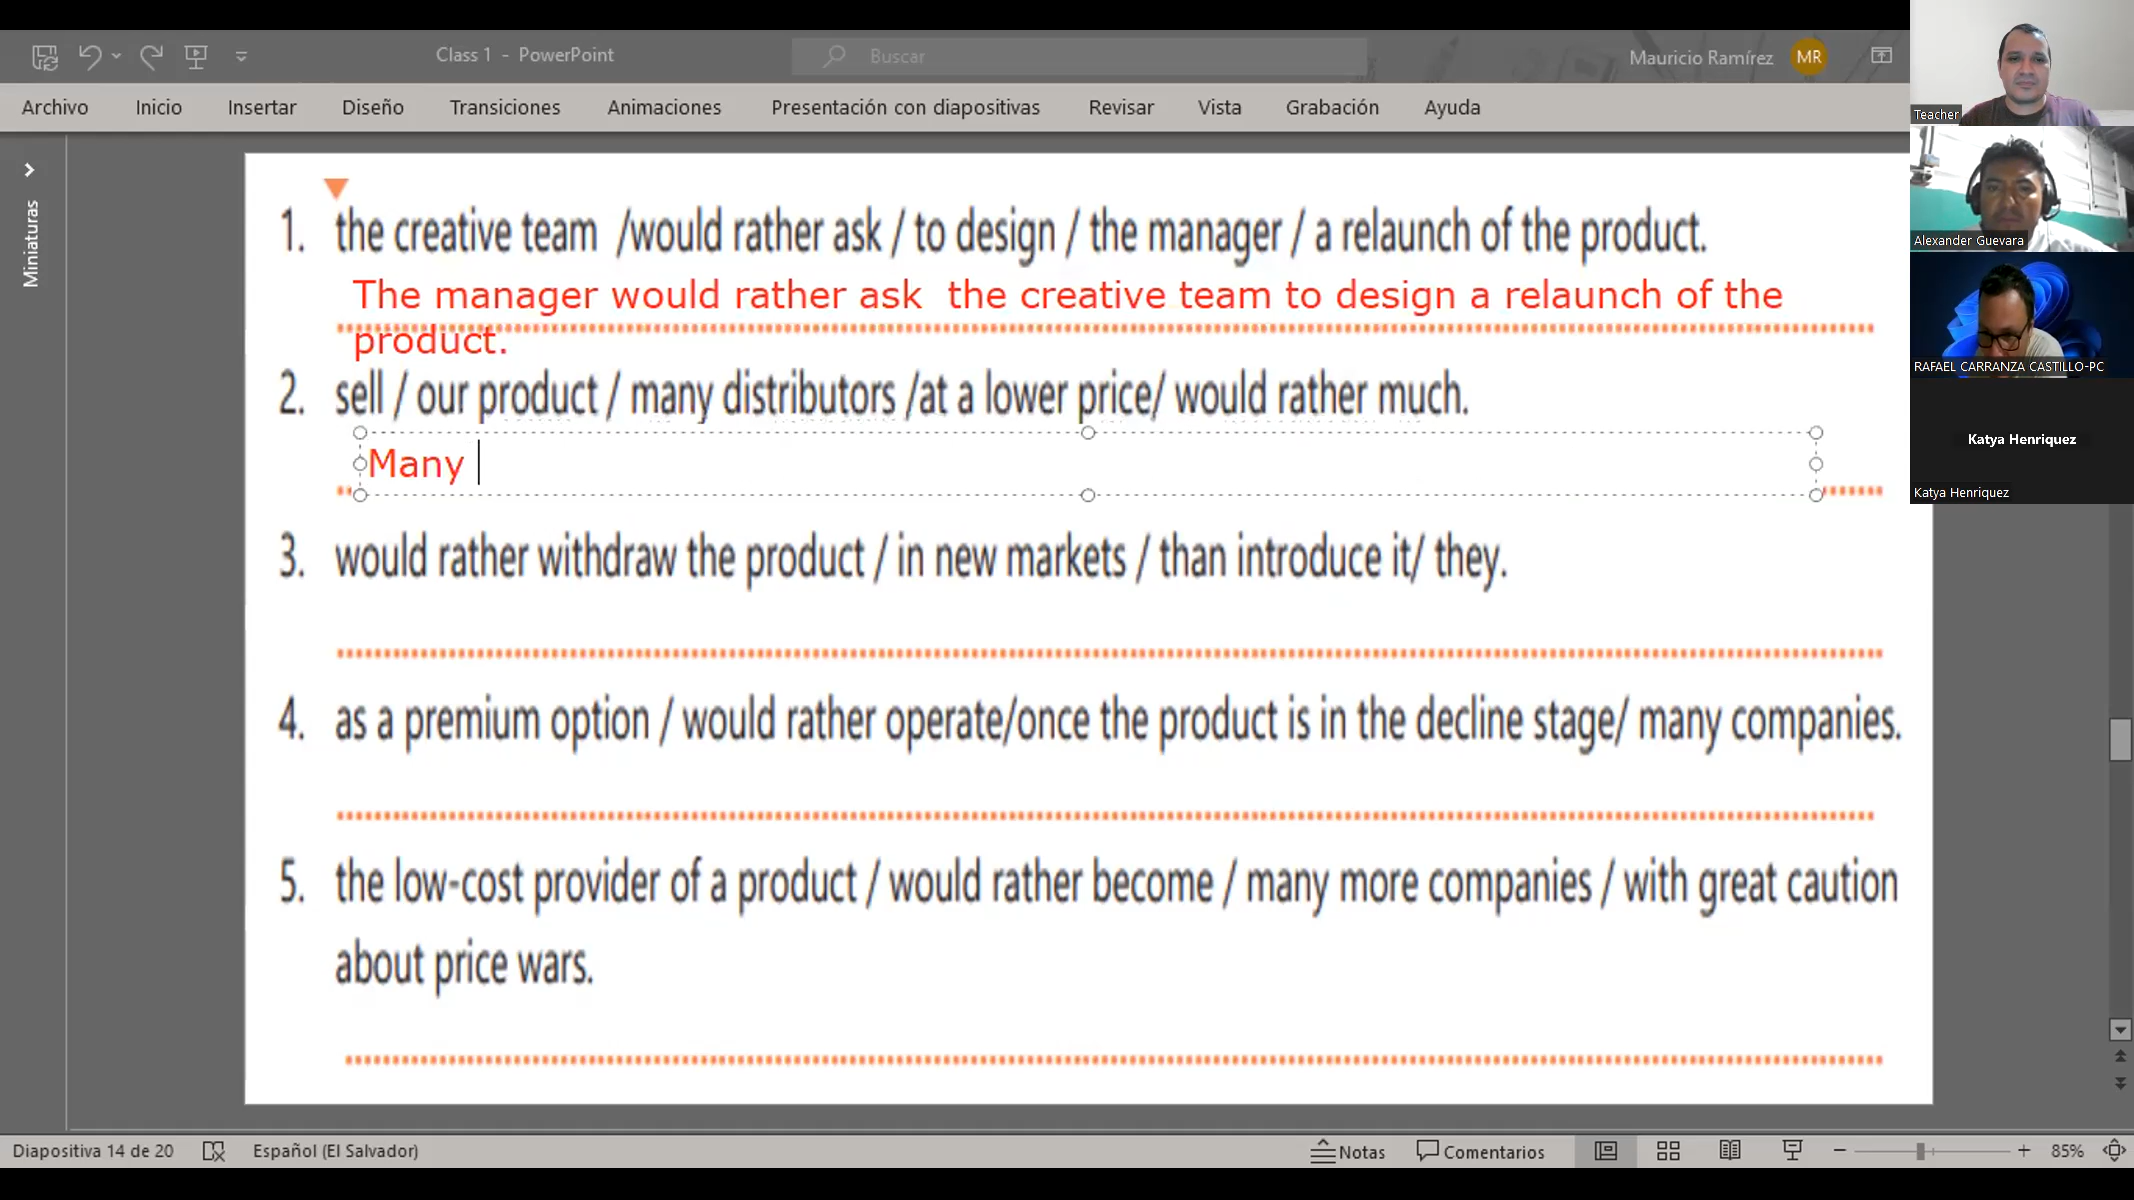 Class 1 - PowerPoint
Buscar
Mauricio Ramírez
MR
Archivo
Inicio
Insertar
Diseño
Transiciones
Animaciones
Presentación con diapositivas
Revisar
Vista
Grabación
Ayuda
Teacher
Alexander Guevara
RAFAEL CARRANZA CASTILLO-PC
Katya Henriquez
Katya Henriquez
Miniaturas
1. the creative team /would rather ask / to design / the manager / a relaunch of the product.
The manager would rather ask the creative team to design a relaunch of the
product.
2. sell / our product / many distributors /at a lower price/ would rather much.
Many
3. would rather withdraw the product / in new markets / than introduce it/ they.
4. as a premium option / would rather operate/once the product is in the decline stage/ many companies.
5. the low-cost provider of a product / would rather become / many more companies / with great caution
about price wars.
Diapositiva 14 de 20
Español (El Salvador)
Notas
Comentarios
85%